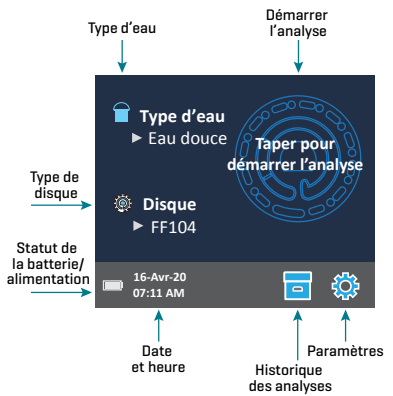 Type d'eau
Démarrer
l'analyse
Type d'eau
Eau douce
Taper pour
démarrer l'analyse
Type de
disque
Disque
FF104
Statut de
la batterie/
alimentation
16-Avr-20
07:11 AM
Date
et heure
Historique
des analyses
Paramètres